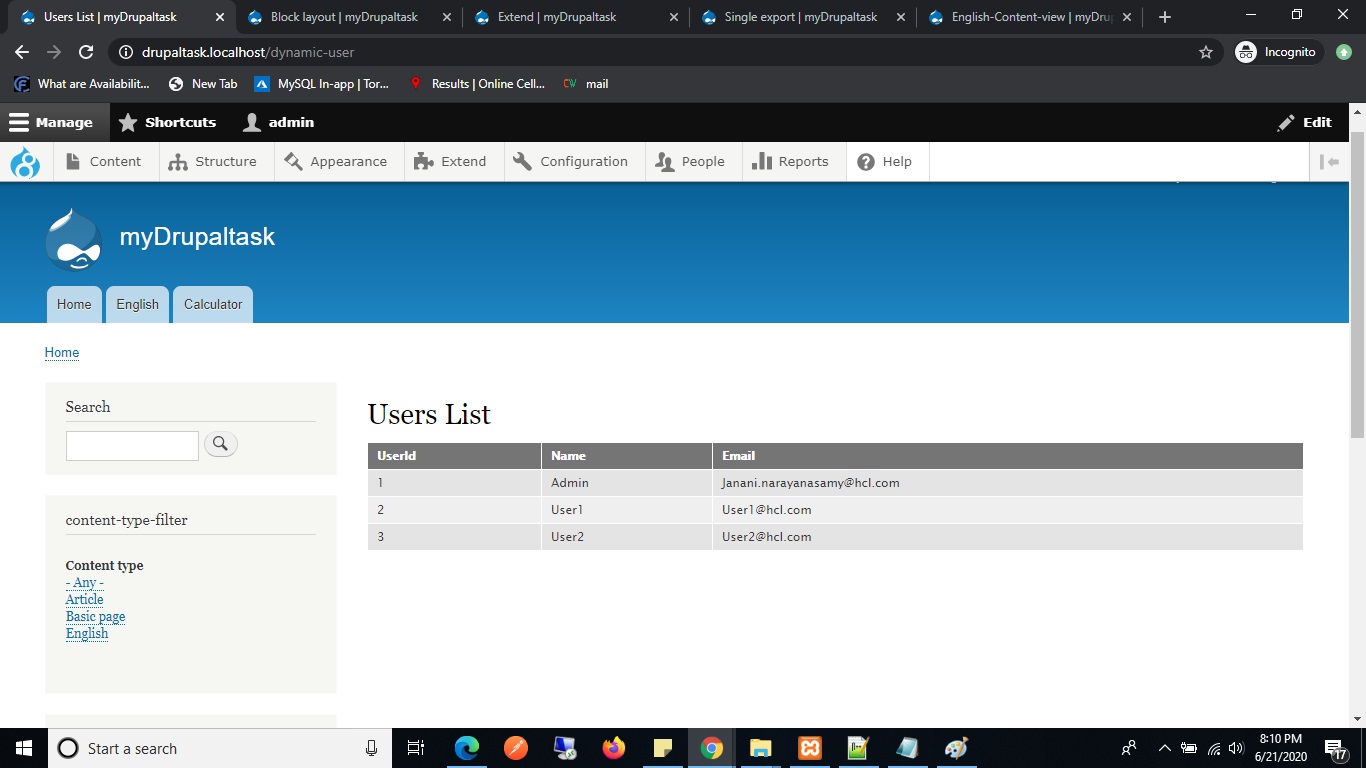 Users List | myDrupaltask
Block layout | myDrupaltask
Extend | myDrupaltask
Single export | myDrupaltask
English-Content-view | myDrup
drupaltask.localhost/dynamic-user
Incognito
What are Availabilit...
New Tab
MySQL In-app | Tor...
Results | Online Cell...
CW mail
Manage
Shortcuts
admin
Edit
Content
Structure
Appearance
Extend
Configuration
People
Reports
Help
myDrupaltask
Home
English
Calculator
Home
Search
content-type-filter
Content type
- Any -
Article
Basic page
English
Users List
UserId Name Email
1 Admin Janani.narayanasamy@hcl.com
2 User1 User1@hcl.com
3 User2 User2@hcl.com
Start a search
8:10 PM
6/21/2020
17